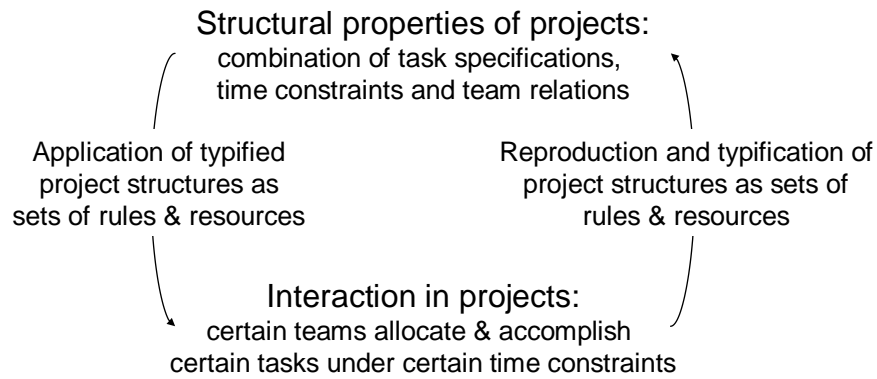 Structural properties of projects:
combination of task specifications,
time constraints and team relations
Application of typified
project structures as
sets of rules & resources
Reproduction and typification of
project structures as sets of
rules & resources
Interaction in projects:
certain teams allocate & accomplish
certain tasks under certain time constraints